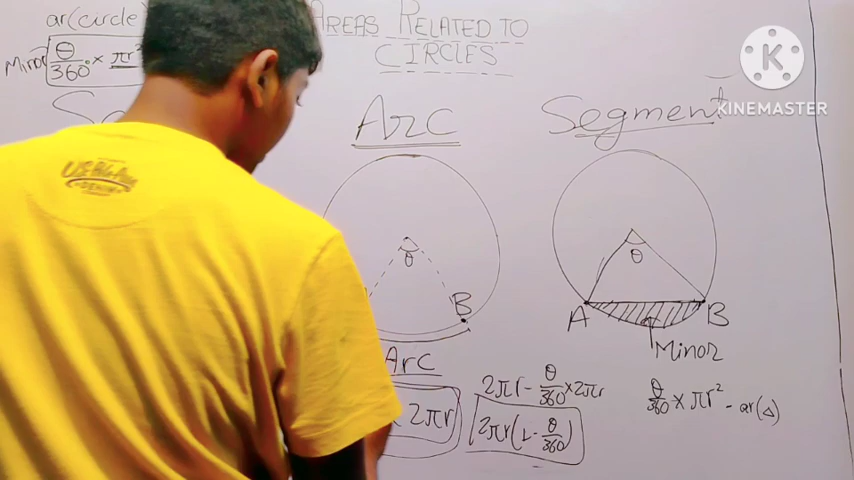 ar(circle)
AREAS RELATED TO
CIRCLES
Minor θ/360° × πr²
KINEMASTER
Arc
Segment
θ
B
θ
A
B
Minor
Arc
2πr
2πr - θ/360 × 2πr
2πr(1 - θ/360)
θ/360 × πr² - ar(△)